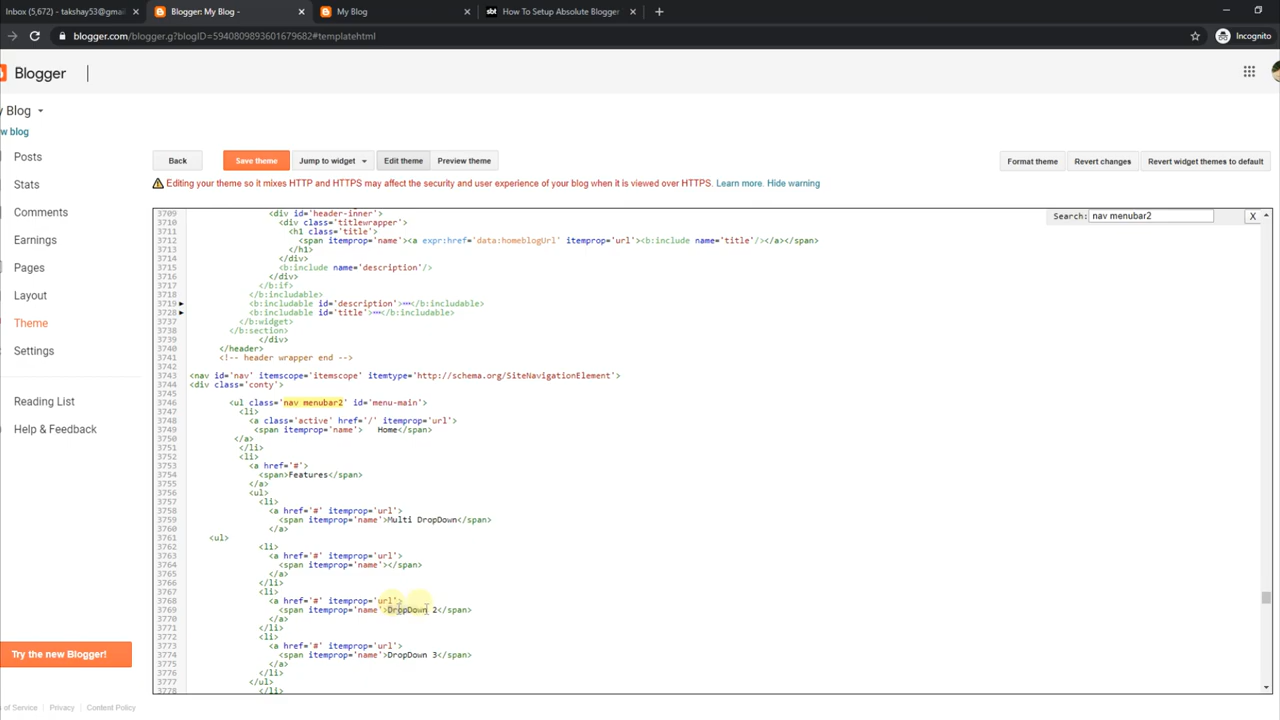 Inbox (5,672) - takshay53@gmai
Blogger: My Blog -
My Blog
sbt How To Setup Absolute Blogger
blogger.com/blogger.g?blogID=5940809893601679682#templatehtml
Incognito
Blogger
y Blog
w blog
Posts
Stats
Comments
Earnings
Pages
Layout
Theme
Settings
Reading List
Help & Feedback
Try the new Blogger!
of Service Privacy Content Policy
Back Save theme Jump to widget Edit theme Preview theme Format theme Revert changes Revert widget themes to default
Editing your theme so it mixes HTTP and HTTPS may affect the security and user experience of your blog when it is viewed over HTTPS. Learn more. Hide warning
Search: nav menubar2 X
3709 <div id='header-inner'>
3710 <div class='titlewrapper'>
3711 <h1 class='title'>
3712 <span itemprop='name'><a expr:href='data:homeblogUrl' itemprop='url'><b:include name='title'/></a></span>
3713 </h1>
3714 </div>
3715 <b:include name='description'/>
3716 </div>
3717 </b:if>
3718 </b:includable>
3719 <b:includable id='description'>•••</b:includable>
3728 <b:includable id='title'>•••</b:includable>
3737 </b:widget>
3738 </b:section>
3739 </div>
3740 </header>
3741 <!-- header wrapper end -->
3742
3743 <nav id='nav' itemscope='itemscope' itemtype='http://schema.org/SiteNavigationElement'>
3744 <div class='conty'>
3745
3746 <ul class='nav menubar2' id='menu-main'>
3747 <li>
3748 <a class='active' href='/' itemprop='url'>
3749 <span itemprop='name'> Home</span>
3750 </a>
3751 </li>
3752 <li>
3753 <a href='#'>
3754 <span>Features</span>
3755 </a>
3756 <ul>
3757 <li>
3758 <a href='#' itemprop='url'>
3759 <span itemprop='name'>Multi DropDown</span>
3760 </a>
3761 <ul>
3762 <li>
3763 <a href='#' itemprop='url'>
3764 <span itemprop='name'></span>
3765 </a>
3766 </li>
3767 <li>
3768 <a href='#' itemprop='url'>
3769 <span itemprop='name'>DropDown 2</span>
3770 </a>
3771 </li>
3772 <li>
3773 <a href='#' itemprop='url'>
3774 <span itemprop='name'>DropDown 3</span>
3775 </a>
3776 </li>
3777 </ul>
3778 </li>